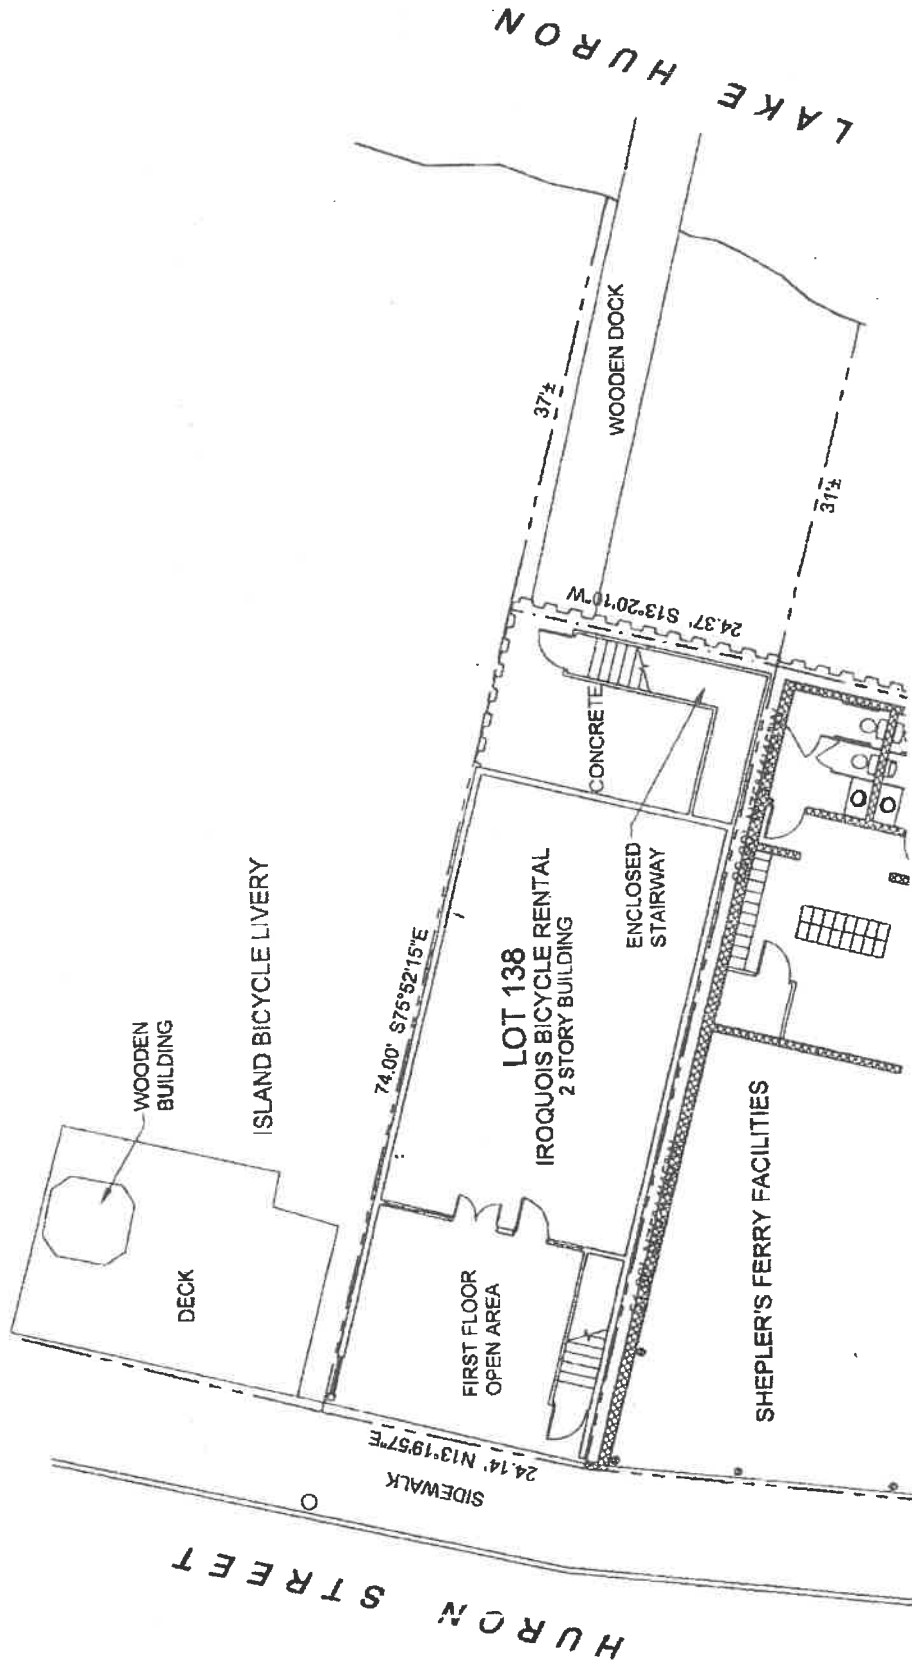 LAKE HURON
37'±
WOODEN DOCK
31'±
24.37' S13°20'10"W
CONCRETE
ENCLOSED
STAIRWAY
ISLAND BICYCLE LIVERY
WOODEN
BUILDING
74.00' S75°52'15"E
LOT 138
IROQUOIS BICYCLE RENTAL
2 STORY BUILDING
DECK
FIRST FLOOR
OPEN AREA
SHEPLER'S FERRY FACILITIES
24.14' N13°19'57"E
SIDEWALK
HURON STREET